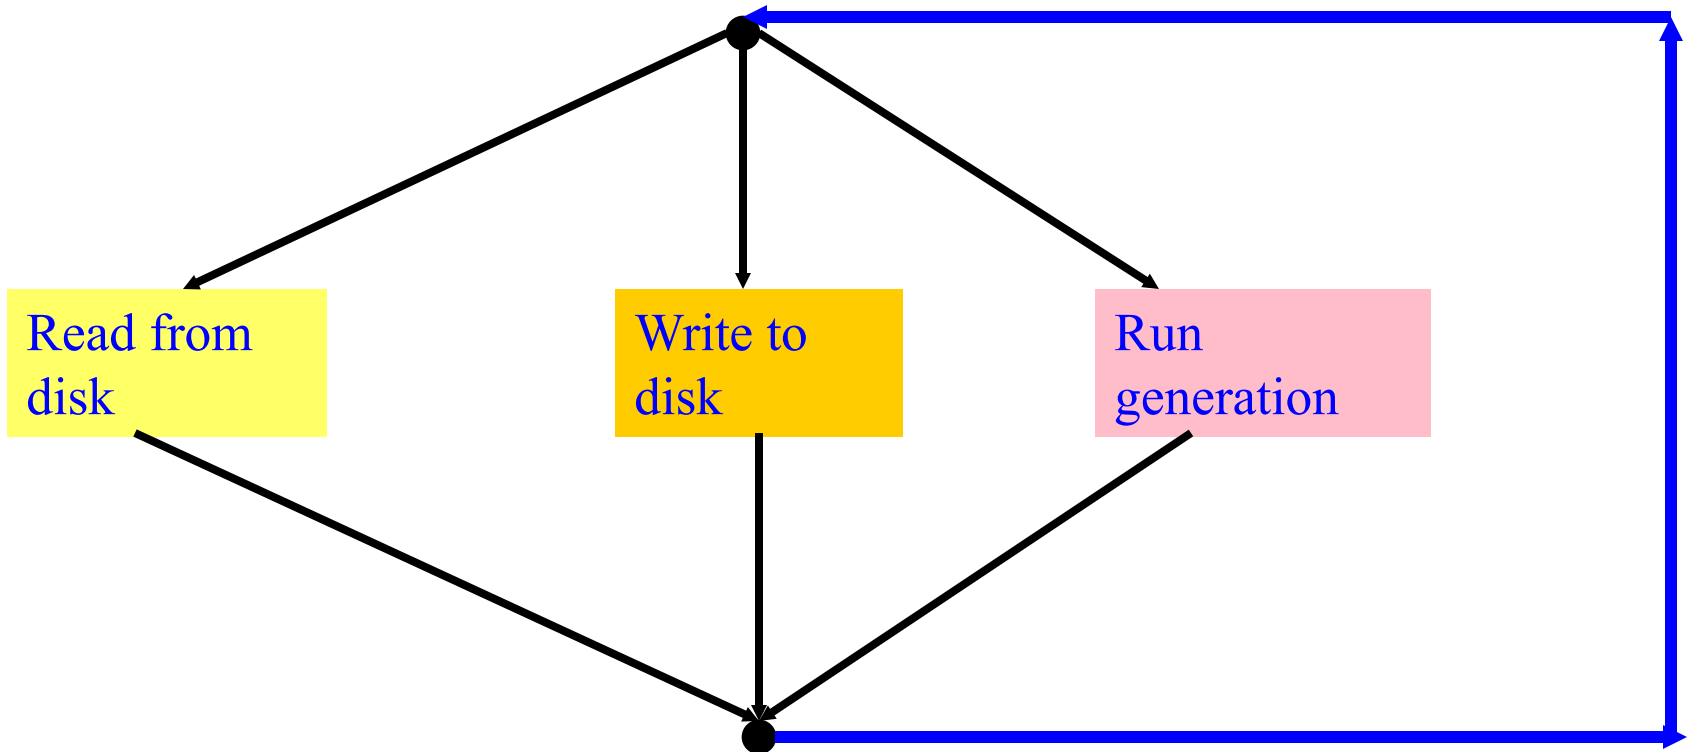 Read from
disk
Write to
disk
Run
generation